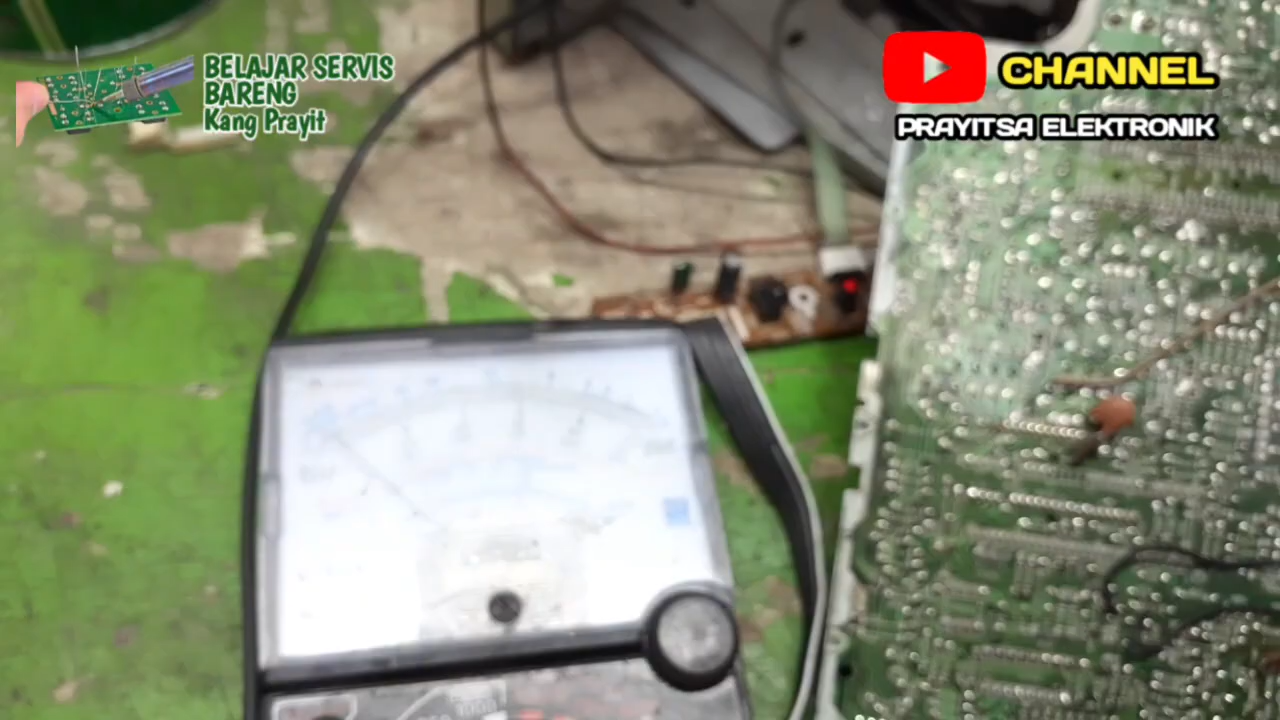 BELAJAR SERVIS
BARENG
Kang Prayit
CHANNEL
PRAYITSA ELEKTRONIK